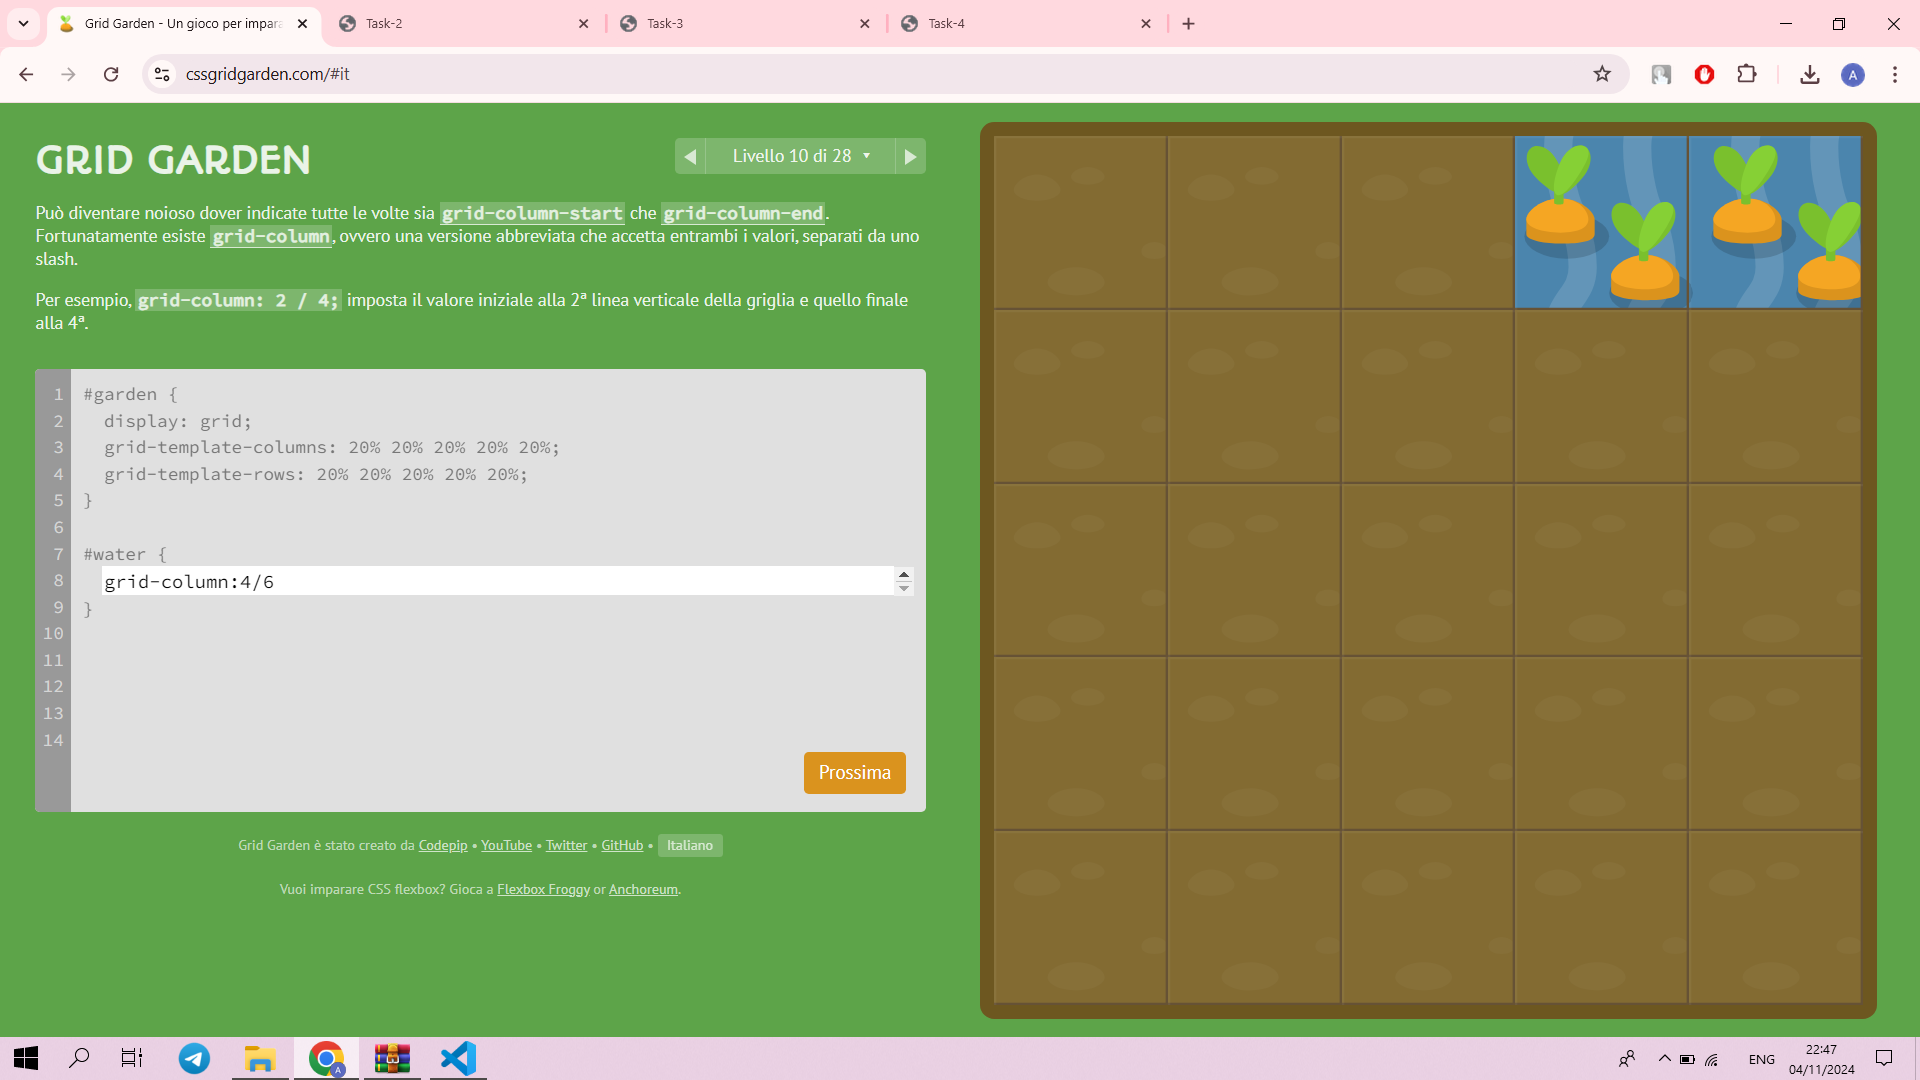 Grid Garden - Un gioco per impara
Task-2
Task-3
Task-4
cssgridgarden.com/#it
A
GRID GARDEN
Livello 10 di 28
Può diventare noioso dover indicate tutte le volte sia grid-column-start che grid-column-end.
Fortunatamente esiste grid-column, ovvero una versione abbreviata che accetta entrambi i valori, separati da uno
slash.
Per esempio, grid-column: 2 / 4; imposta il valore iniziale alla 2ª linea verticale della griglia e quello finale
alla 4ª.
1 #garden {
2 display: grid;
3 grid-template-columns: 20% 20% 20% 20% 20%;
4 grid-template-rows: 20% 20% 20% 20% 20%;
5 }
6
7 #water {
8 grid-column:4/6
9 }
10
11
12
13
14
Prossima
Grid Garden è stato creato da Codepip • YouTube • Twitter • GitHub • Italiano
Vuoi imparare CSS flexbox? Gioca a Flexbox Froggy or Anchoreum.
A
ENG
22:47
04/11/2024